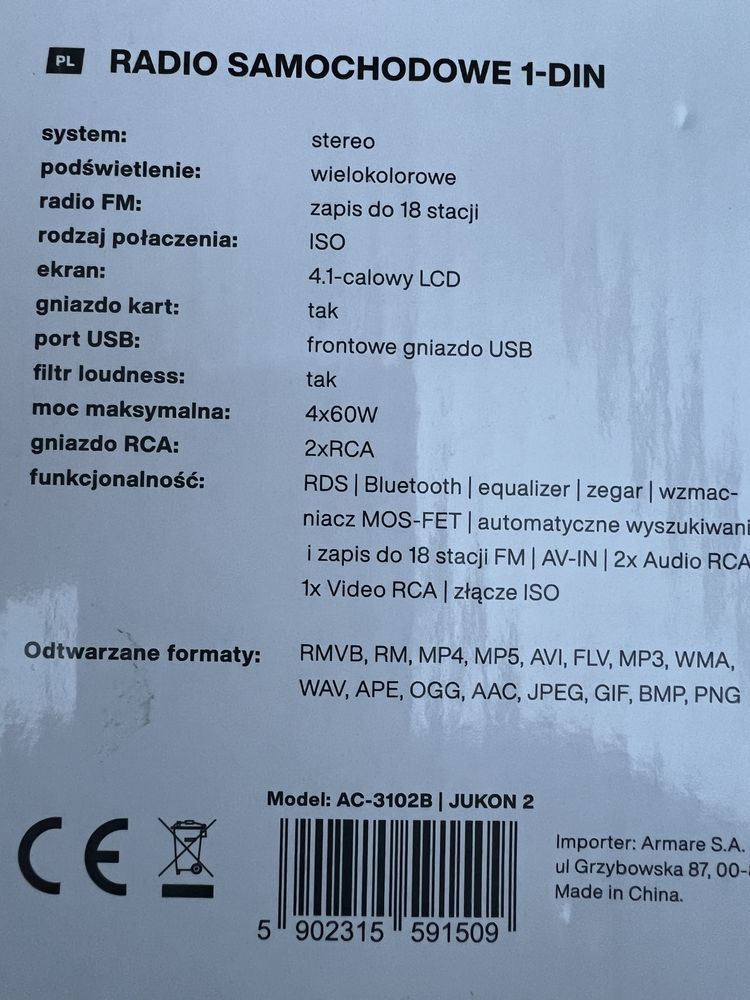 PL RADIO SAMOCHODOWE 1-DIN
system: stereo
podświetlenie: wielokolorowe
radio FM: zapis do 18 stacji
rodzaj połaczenia: ISO
ekran: 4.1-calowy LCD
gniazdo kart: tak
port USB: frontowe gniazdo USB
filtr loudness: tak
moc maksymalna: 4x60W
gniazdo RCA: 2xRCA
funkcjonalność: RDS | Bluetooth | equalizer | zegar | wzmac-
niacz MOS-FET | automatyczne wyszukiwani
i zapis do 18 stacji FM | AV-IN | 2x Audio RCA
1x Video RCA | złącze ISO
Odtwarzane formaty: RMVB, RM, MP4, MP5, AVI, FLV, MP3, WMA,
WAV, APE, OGG, AAC, JPEG, GIF, BMP, PNG
Model: AC-3102B | JUKON 2
CE
Importer: Armare S.A.
ul Grzybowska 87, 00-
Made in China.
5 902315 591509